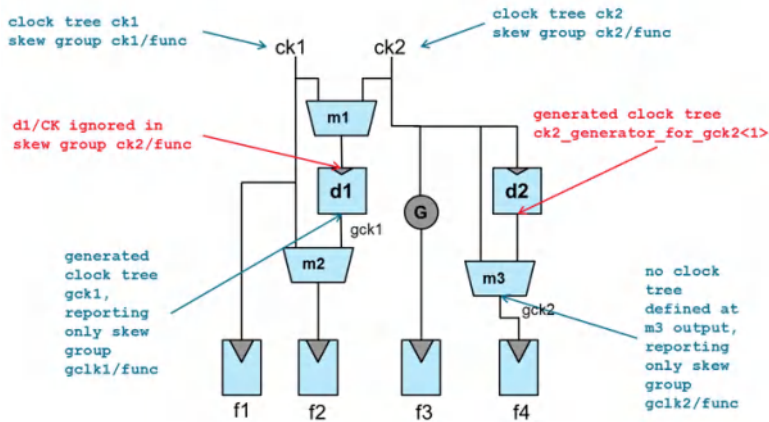 clock tree ck1
skew group ck1/func
clock tree ck2
skew group ck2/func
ck1
ck2
m1
d1/CK ignored in
skew group ck2/func
generated clock tree
ck2_generator_for_gck2<1>
d1
d2
G
gck1
generated
clock tree
gck1,
reporting
only skew
group
gclk1/func
m2
m3
gck2
no clock
tree
defined at
m3 output,
reporting
only skew
group
gclk2/func
f1
f2
f3
f4